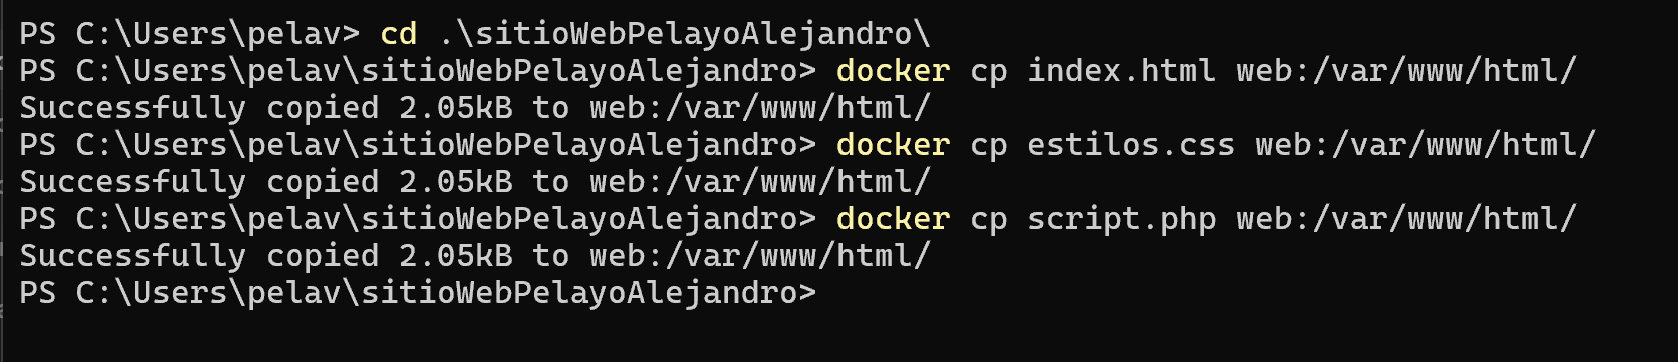 PS C:\Users\pelav> cd .\sitioWebPelayoAlejandro\
PS C:\Users\pelav\sitioWebPelayoAlejandro> docker cp index.html web:/var/www/html/
Successfully copied 2.05kB to web:/var/www/html/
PS C:\Users\pelav\sitioWebPelayoAlejandro> docker cp estilos.css web:/var/www/html/
Successfully copied 2.05kB to web:/var/www/html/
PS C:\Users\pelav\sitioWebPelayoAlejandro> docker cp script.php web:/var/www/html/
Successfully copied 2.05kB to web:/var/www/html/
PS C:\Users\pelav\sitioWebPelayoAlejandro>